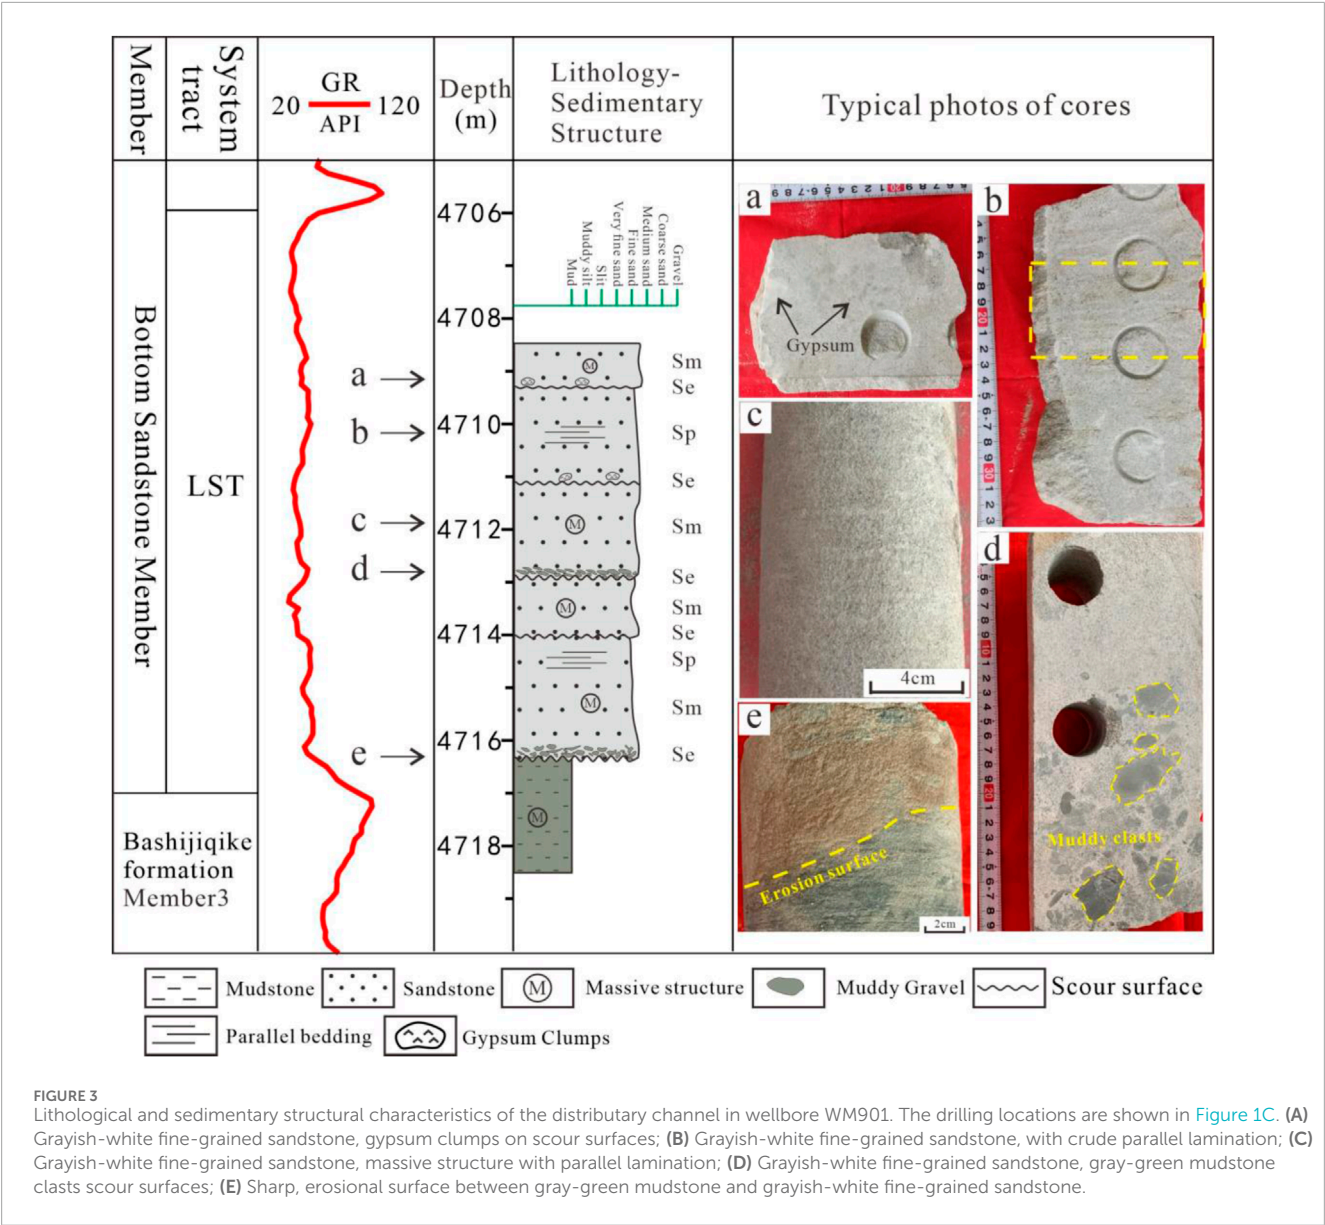 Member
System
tract
GR
20 120
API
Depth
(m)
Lithology-
Sedimentary
Structure
Typical photos of cores
Bottom Sandstone Member
LST
Bashijiqike
formation
Member3
a
b
c
d
e
4706
4708
4710
4712
4714
4716
4718
Mud
Muddy silt
Slit
Very fine sand
Fine sand
Medium sand
Coarse sand
Gravel
M
Sm
Se
Sp
Se
M
Sm
Se
M
Sm
Se
Sp
M
Sm
Se
M
a
Gypsum
b
c
4cm
d
Muddy clasts
e
Erosion surface
2cm
Mudstone
Sandstone
M
Massive structure
Muddy Gravel
Scour surface
Parallel bedding
Gypsum Clumps
FIGURE 3
Lithological and sedimentary structural characteristics of the distributary channel in wellbore WM901. The drilling locations are shown in Figure 1C. (A)
Grayish-white fine-grained sandstone, gypsum clumps on scour surfaces; (B) Grayish-white fine-grained sandstone, with crude parallel lamination; (C)
Grayish-white fine-grained sandstone, massive structure with parallel lamination; (D) Grayish-white fine-grained sandstone, gray-green mudstone
clasts scour surfaces; (E) Sharp, erosional surface between gray-green mudstone and grayish-white fine-grained sandstone.